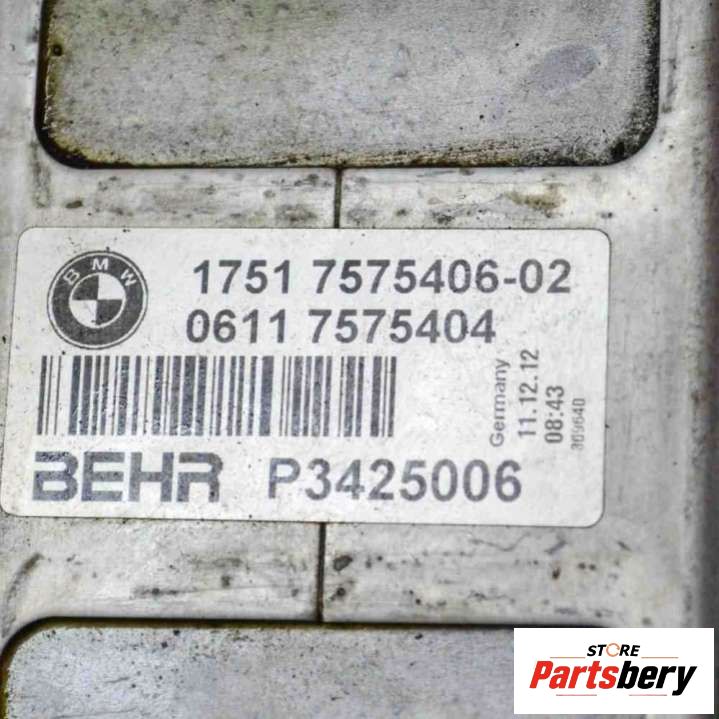 BMW
1751 7575406-02
0611 7575404
Germany
11.12.12
08:43
BEHR P3425006
STORE
Partsbery